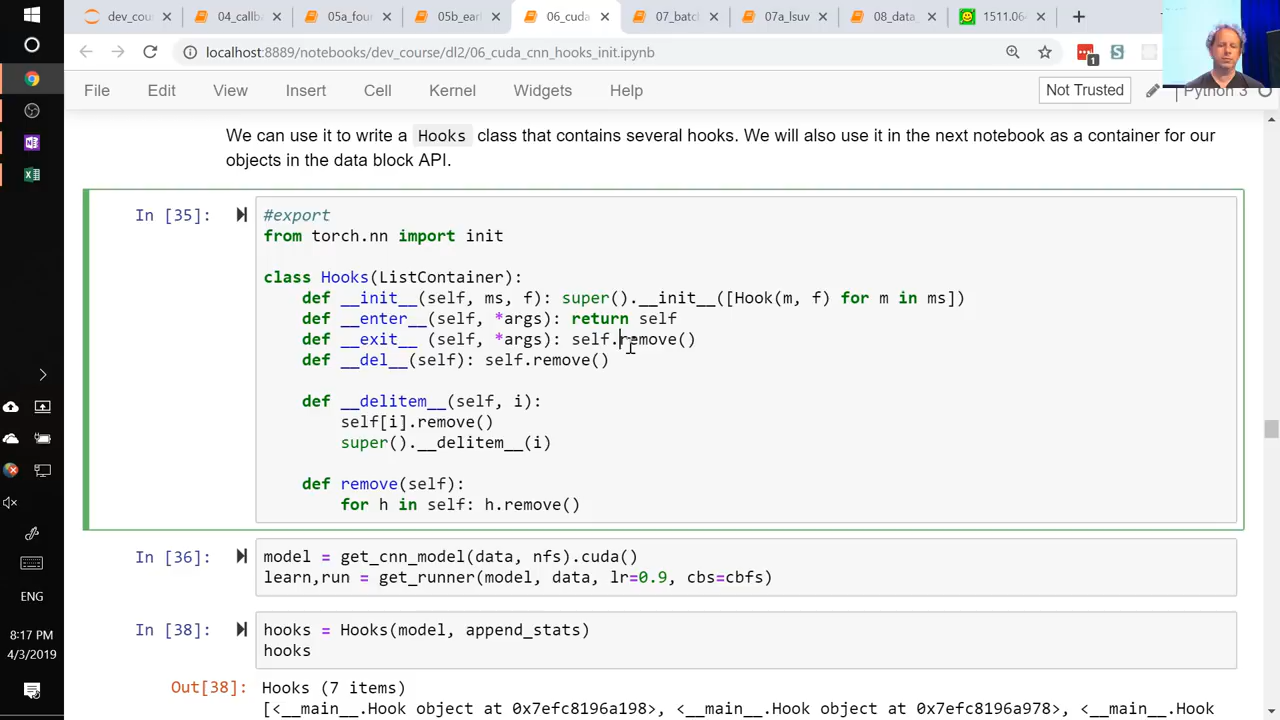 dev_cour
04_callb
05a_four
05b_earl
06_cuda
07_batcl
07a_lsuv
08_data_
1511.06
localhost:8889/notebooks/dev_course/dl2/06_cuda_cnn_hooks_init.ipynb
1
File Edit View Insert Cell Kernel Widgets Help
Not Trusted
Python 3
We can use it to write a Hooks class that contains several hooks. We will also use it in the next notebook as a container for our
objects in the data block API.
In [35]:
#export
from torch.nn import init
class Hooks(ListContainer):
def __init__(self, ms, f): super().__init__([Hook(m, f) for m in ms])
def __enter__(self, *args): return self
def __exit__ (self, *args): self.remove()
def __del__(self): self.remove()
def __delitem__(self, i):
self[i].remove()
super().__delitem__(i)
def remove(self):
for h in self: h.remove()
In [36]:
model = get_cnn_model(data, nfs).cuda()
learn,run = get_runner(model, data, lr=0.9, cbs=cbfs)
In [38]:
hooks = Hooks(model, append_stats)
hooks
Out[38]:
Hooks (7 items)
[<__main__.Hook object at 0x7efc8196a198>, <__main__.Hook object at 0x7efc8196a978>, <__main__.Hook
ENG
8:17 PM
4/3/2019